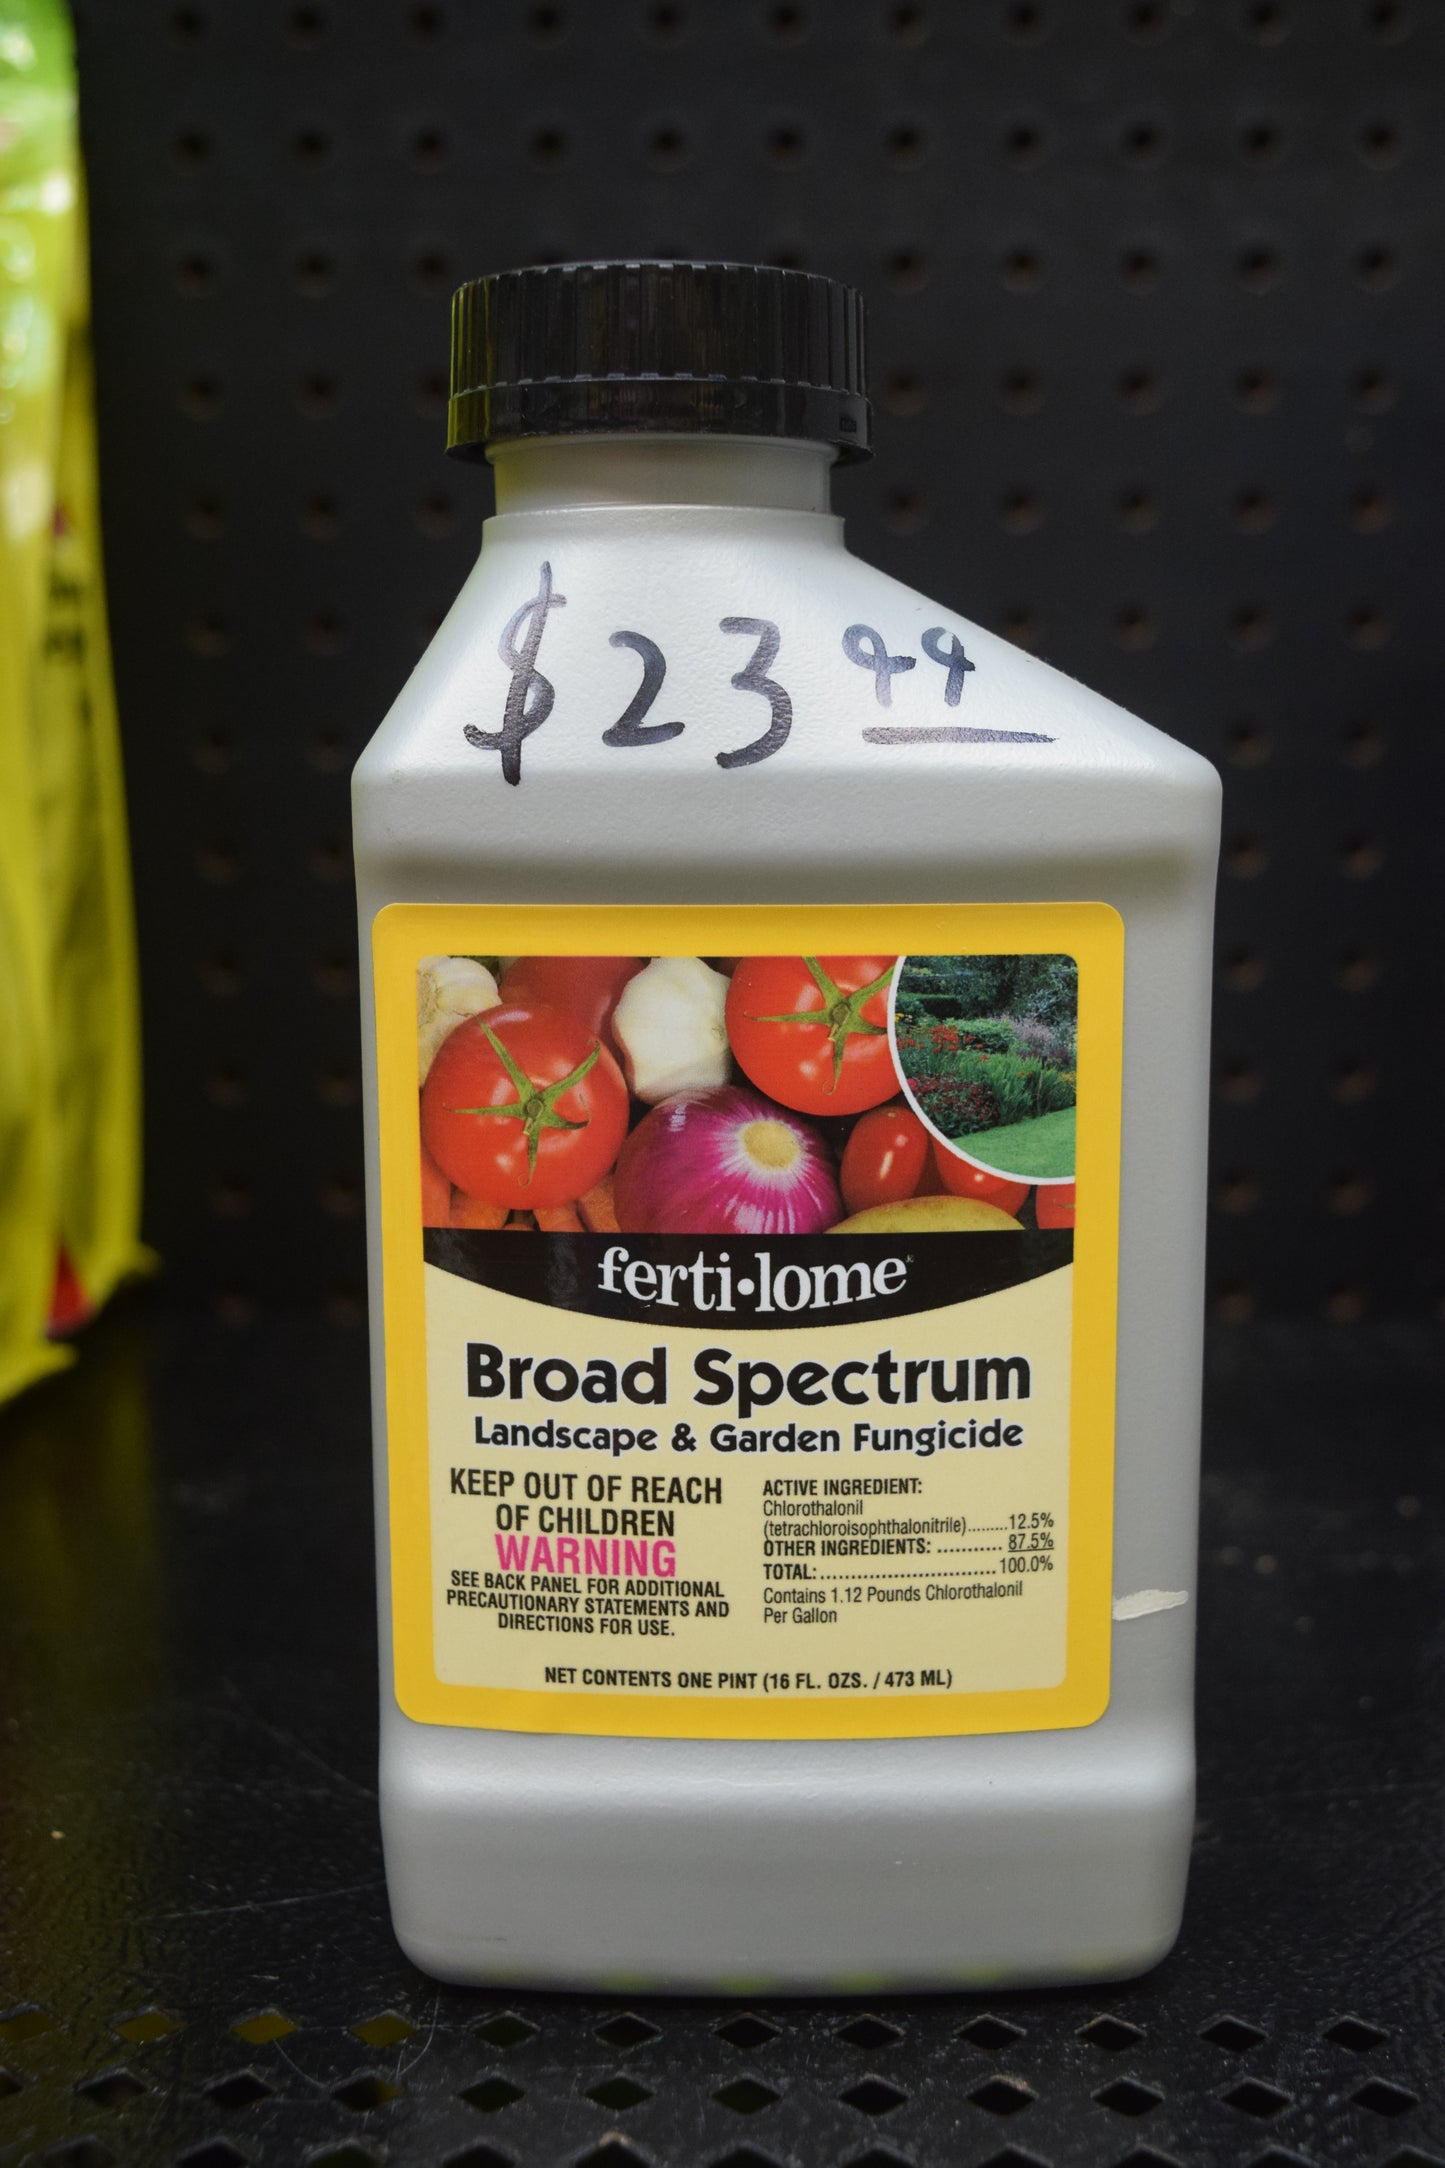 $23 99
ferti•lome
Broad Spectrum
Landscape & Garden Fungicide
KEEP OUT OF REACH
OF CHILDREN
WARNING
SEE BACK PANEL FOR ADDITIONAL
PRECAUTIONARY STATEMENTS AND
DIRECTIONS FOR USE.
ACTIVE INGREDIENT:
Chlorothalonil
(tetrachloroisophthalonitrile).........12.5%
OTHER INGREDIENTS: ........... 87.5%
TOTAL:..............................100.0%
Contains 1.12 Pounds Chlorothalonil
Per Gallon
NET CONTENTS ONE PINT (16 FL. OZS. / 473 ML)